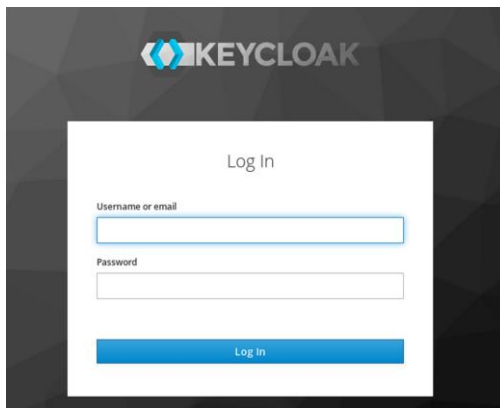 KEYCLOAK
Log In
Username or email
Password
Log In